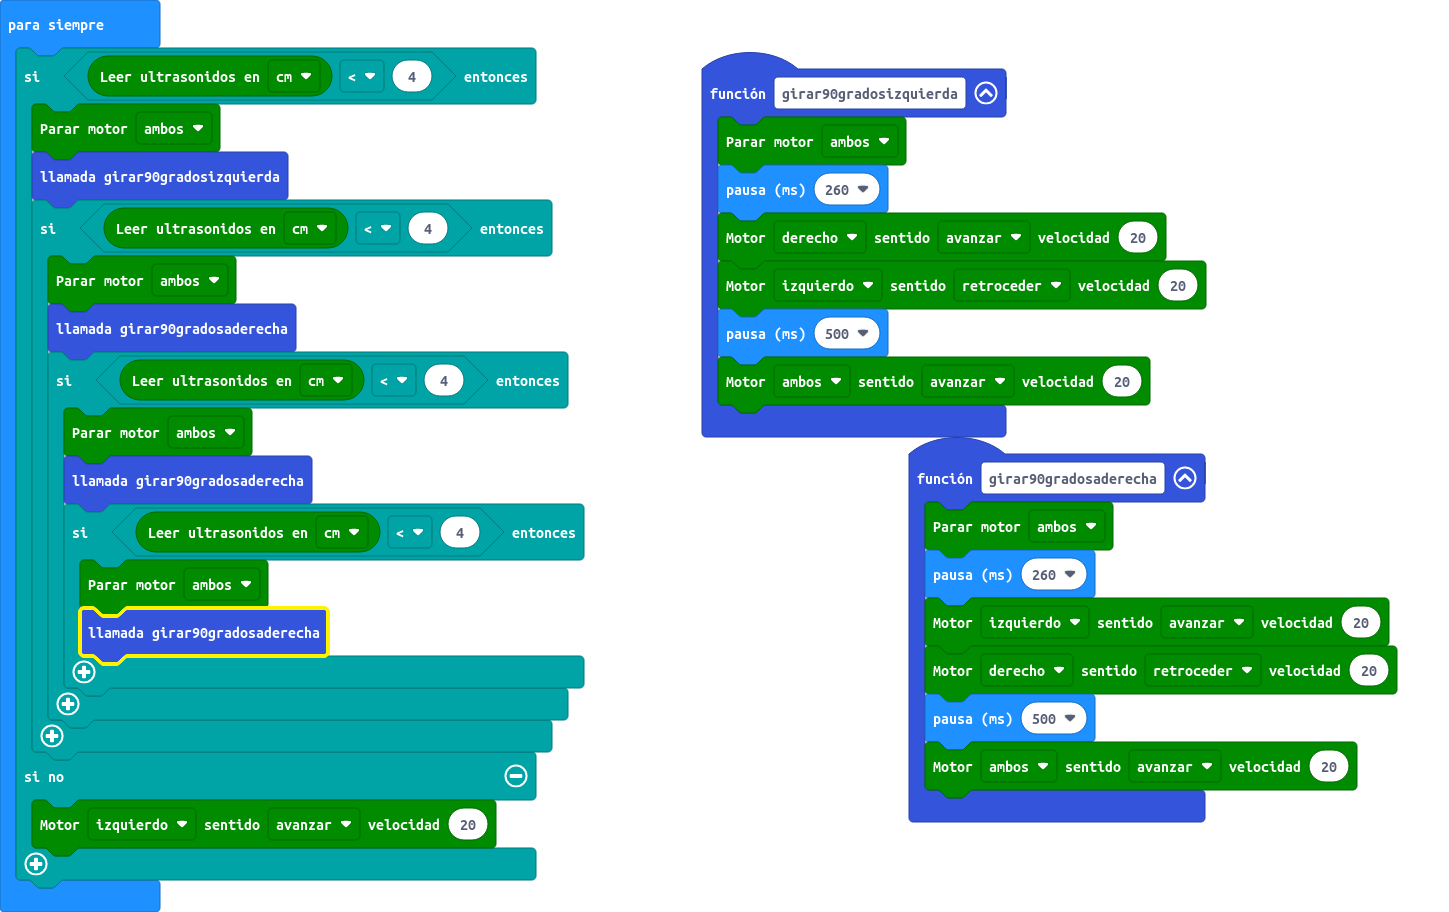 para siempre
si Leer ultrasonidos en cm < 4 entonces
Parar motor ambos
llamada girar90gradosizquierda
si Leer ultrasonidos en cm < 4 entonces
Parar motor ambos
llamada girar90gradosaderecha
si Leer ultrasonidos en cm < 4 entonces
Parar motor ambos
llamada girar90gradosaderecha
si Leer ultrasonidos en cm < 4 entonces
Parar motor ambos
llamada girar90gradosaderecha
si no
Motor izquierdo sentido avanzar velocidad 20
función girar90gradosizquierda
Parar motor ambos
pausa (ms) 260
Motor derecho sentido avanzar velocidad 20
Motor izquierdo sentido retroceder velocidad 20
pausa (ms) 500
Motor ambos sentido avanzar velocidad 20
función girar90gradosaderecha
Parar motor ambos
pausa (ms) 260
Motor izquierdo sentido avanzar velocidad 20
Motor derecho sentido retroceder velocidad 20
pausa (ms) 500
Motor ambos sentido avanzar velocidad 20